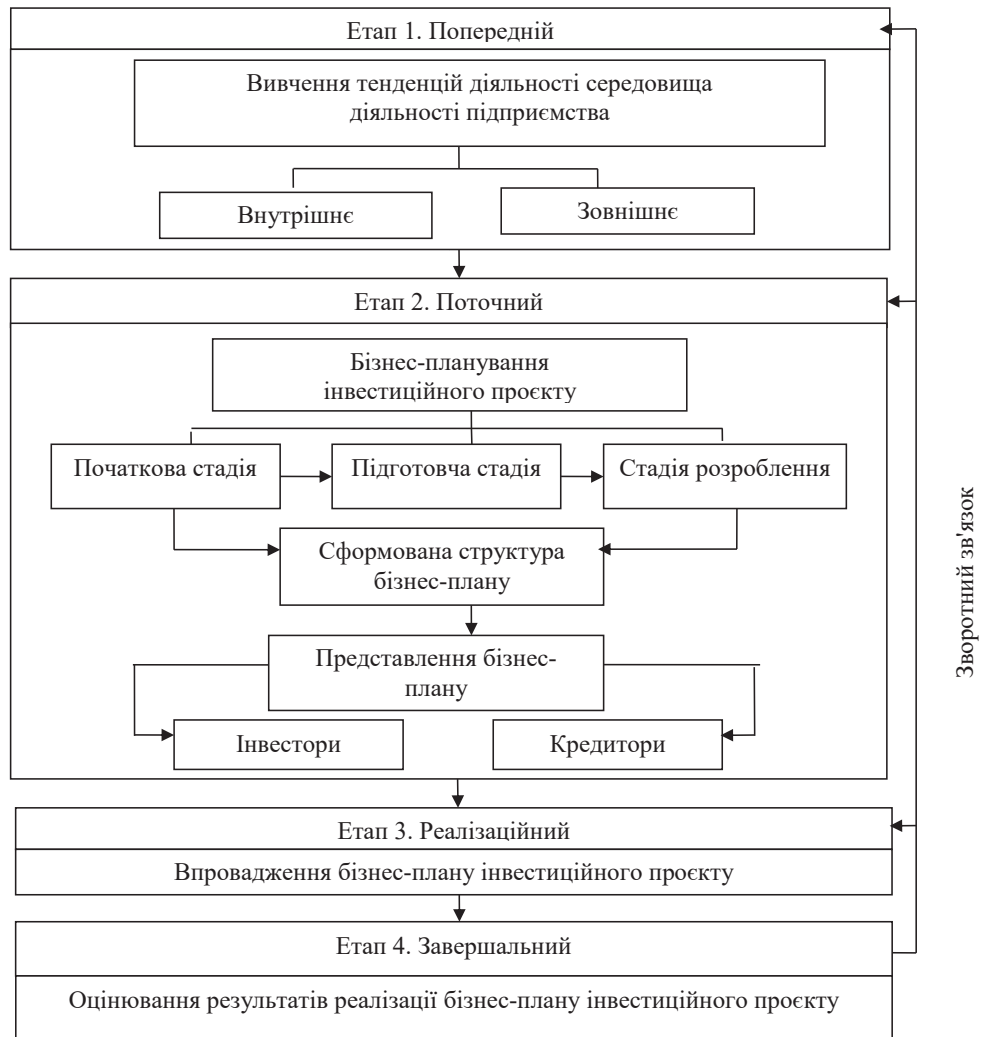 Етап 1. Попередній
Вивчення тенденцій діяльності середовища
діяльності підприємства
Внутрішнє
Зовнішнє
Етап 2. Поточний
Бізнес-планування
інвестиційного проєкту
Початкова стадія
Підготовча стадія
Стадія розроблення
Сформована структура
бізнес-плану
Представлення бізнес-
плану
Інвестори
Кредитори
Етап 3. Реалізаційний
Впровадження бізнес-плану інвестиційного проєкту
Етап 4. Завершальний
Оцінювання результатів реалізації бізнес-плану інвестиційного проєкту
Зворотний зв'язок